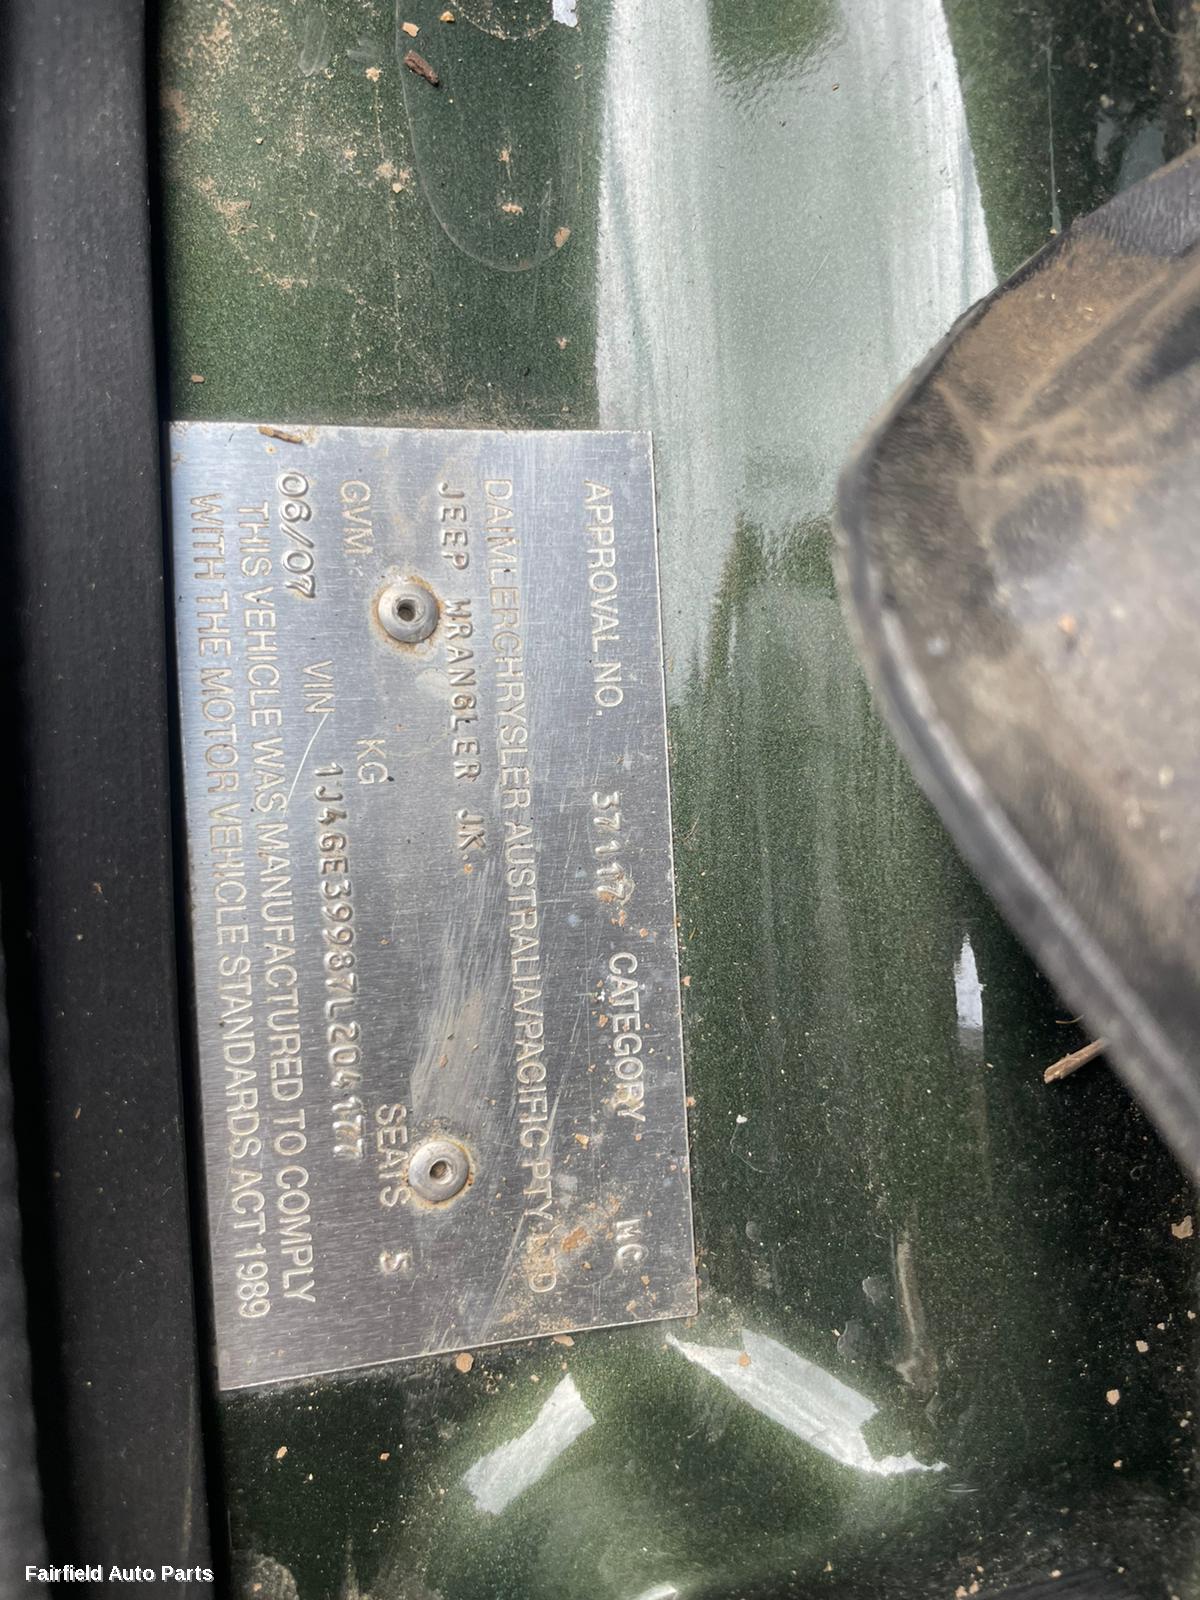 APPROVAL NO. 37117 CATEGORY MC
DAIMLERCHRYSLER AUSTRALIA/PACIFIC PTY. LTD
JEEP WRANGLER JK.
GVM KG SEATS 5
06/07 VIN 1J4GE39987L204177
THIS VEHICLE WAS MANUFACTURED TO COMPLY
WITH THE MOTOR VEHICLE STANDARDS ACT 1989
Fairfield Auto Parts